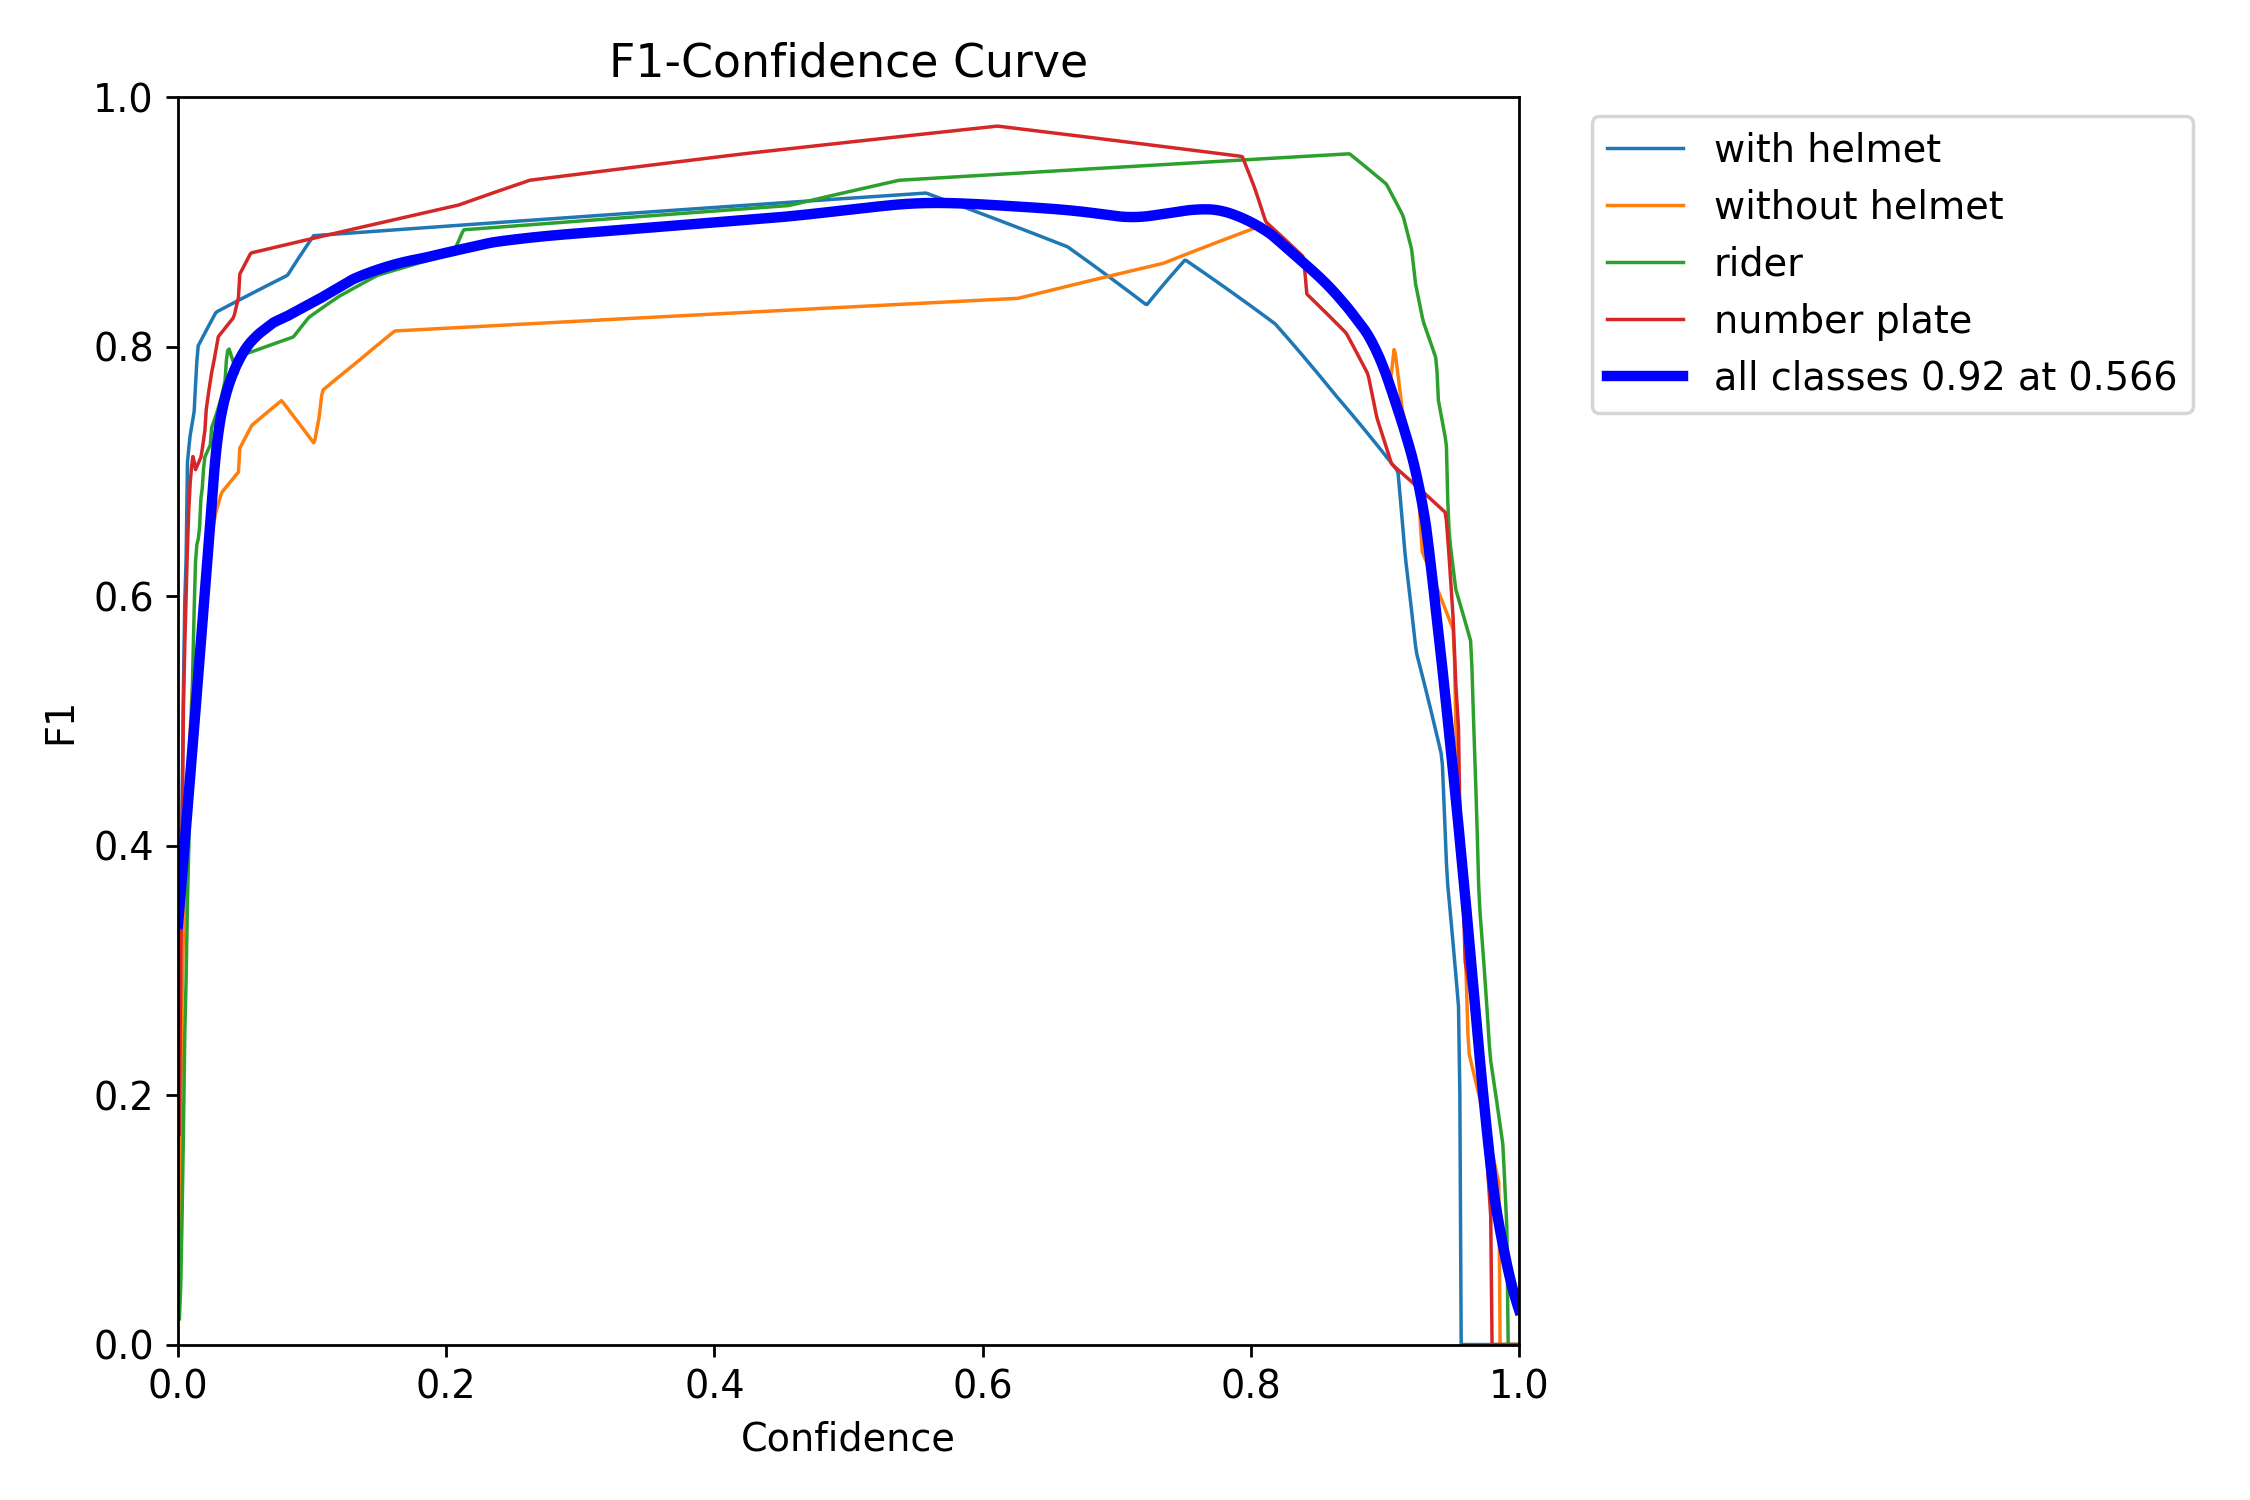 F1-Confidence Curve
1.0
0.8
0.6
0.4
0.2
0.0
F1
0.0 0.2 0.4 0.6 0.8 1.0
Confidence
with helmet
without helmet
rider
number plate
all classes 0.92 at 0.566